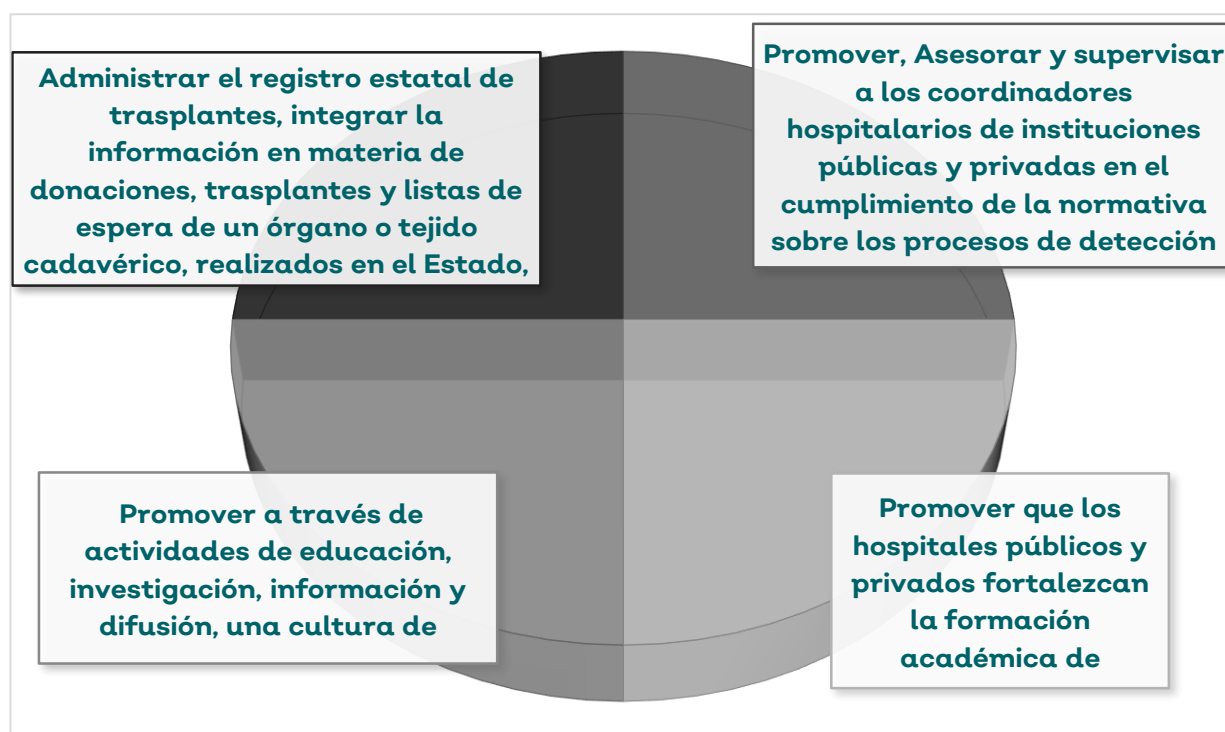 Administrar el registro estatal de
trasplantes, integrar la
información en materia de
donaciones, trasplantes y listas de
espera de un órgano o tejido
cadavérico, realizados en el Estado,
Promover, Asesorar y supervisar
a los coordinadores
hospitalarios de instituciones
públicas y privadas en el
cumplimiento de la normativa
sobre los procesos de detección
Promover a través de
actividades de educación,
investigación, información y
difusión, una cultura de
Promover que los
hospitales públicos y
privados fortalezcan
la formación
académica de